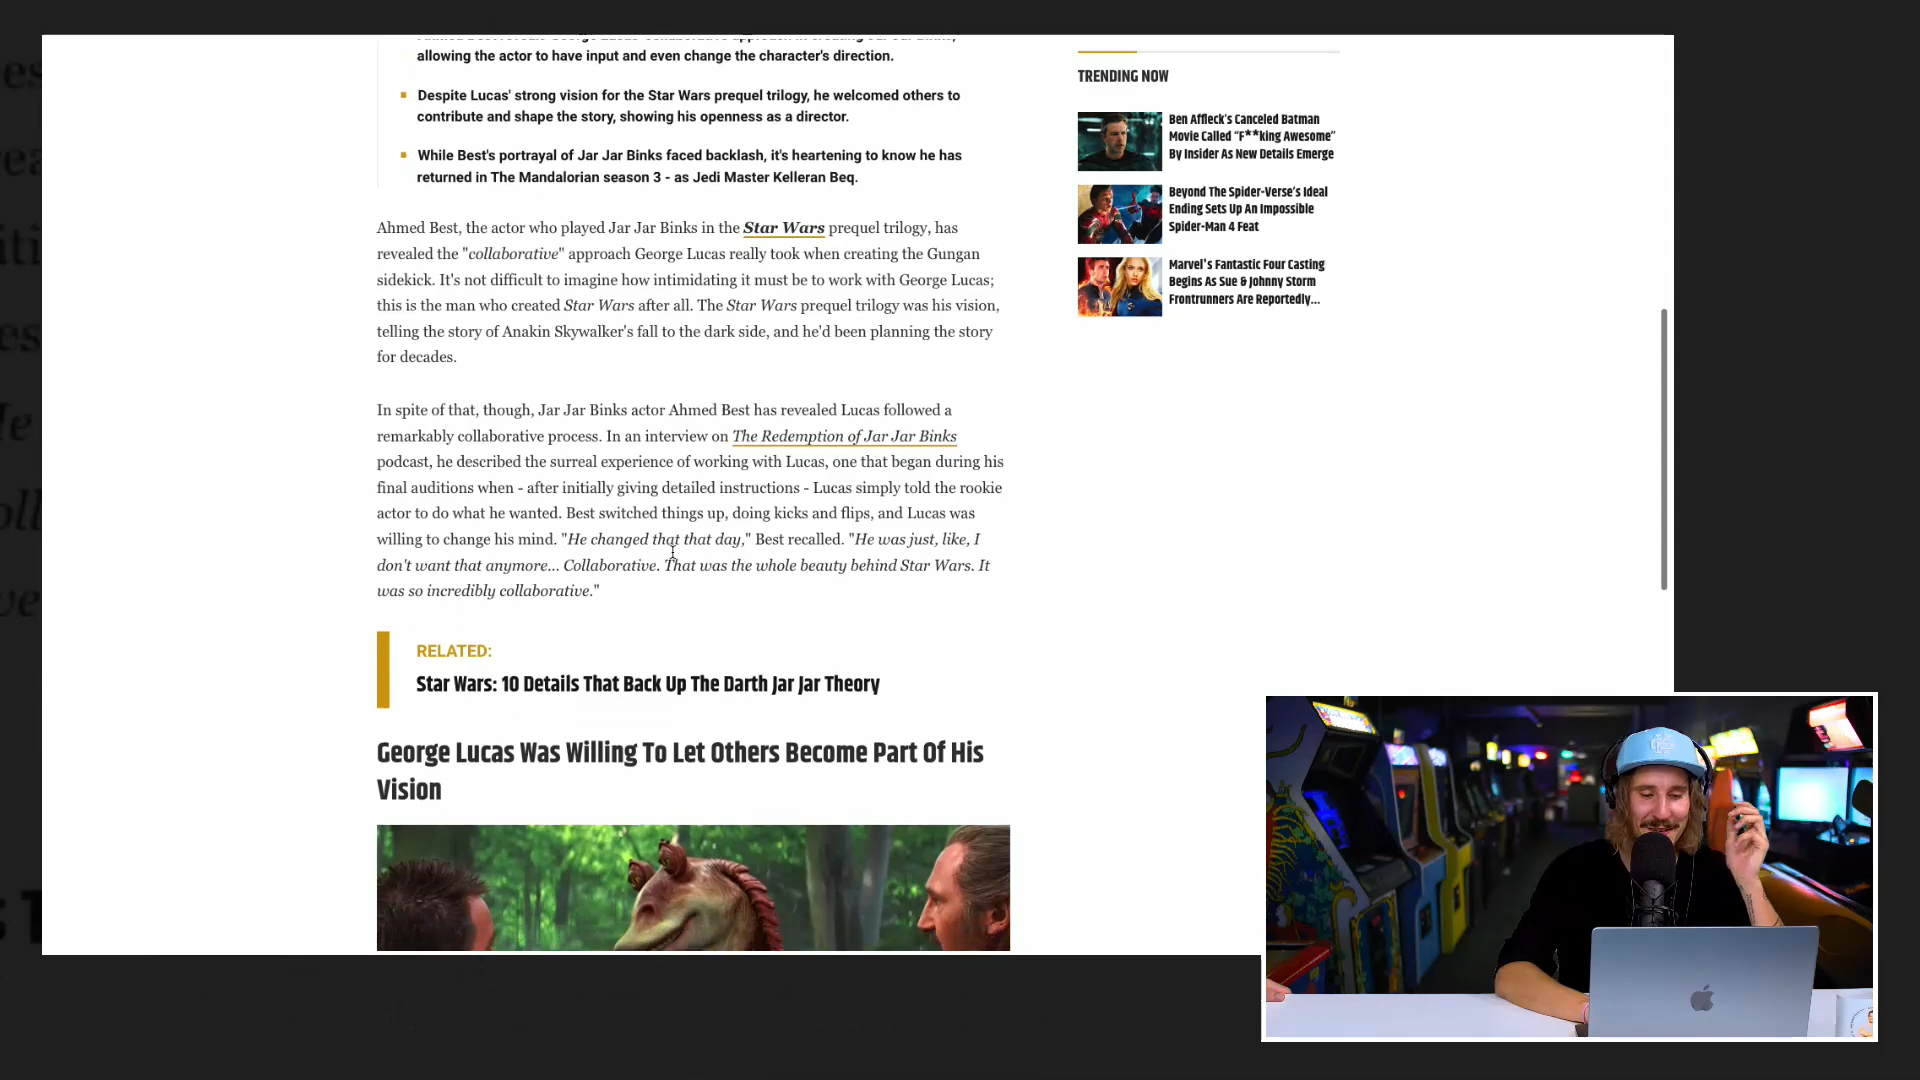 allowing the actor to have input and even change the character's direction.
Despite Lucas' strong vision for the Star Wars prequel trilogy, he welcomed others to
contribute and shape the story, showing his openness as a director.
While Best's portrayal of Jar Jar Binks faced backlash, it's heartening to know he has
returned in The Mandalorian season 3 - as Jedi Master Kelleran Beq.
Ahmed Best, the actor who played Jar Jar Binks in the Star Wars prequel trilogy, has
revealed the "collaborative" approach George Lucas really took when creating the Gungan
sidekick. It's not difficult to imagine how intimidating it must be to work with George Lucas;
this is the man who created Star Wars after all. The Star Wars prequel trilogy was his vision,
telling the story of Anakin Skywalker's fall to the dark side, and he'd been planning the story
for decades.
In spite of that, though, Jar Jar Binks actor Ahmed Best has revealed Lucas followed a
remarkably collaborative process. In an interview on The Redemption of Jar Jar Binks
podcast, he described the surreal experience of working with Lucas, one that began during his
final auditions when - after initially giving detailed instructions - Lucas simply told the rookie
actor to do what he wanted. Best switched things up, doing kicks and flips, and Lucas was
willing to change his mind. "He changed that that day," Best recalled. "He was just, like, I
don't want that anymore... Collaborative. That was the whole beauty behind Star Wars. It
was so incredibly collaborative."
RELATED:
Star Wars: 10 Details That Back Up The Darth Jar Jar Theory
George Lucas Was Willing To Let Others Become Part Of His
Vision
TRENDING NOW
Ben Affleck's Canceled Batman
Movie Called “F**king Awesome”
By Insider As New Details Emerge
Beyond The Spider-Verse’s Ideal
Ending Sets Up An Impossible
Spider-Man 4 Feat
Marvel's Fantastic Four Casting
Begins As Sue & Johnny Storm
Frontrunners Are Reportedly...